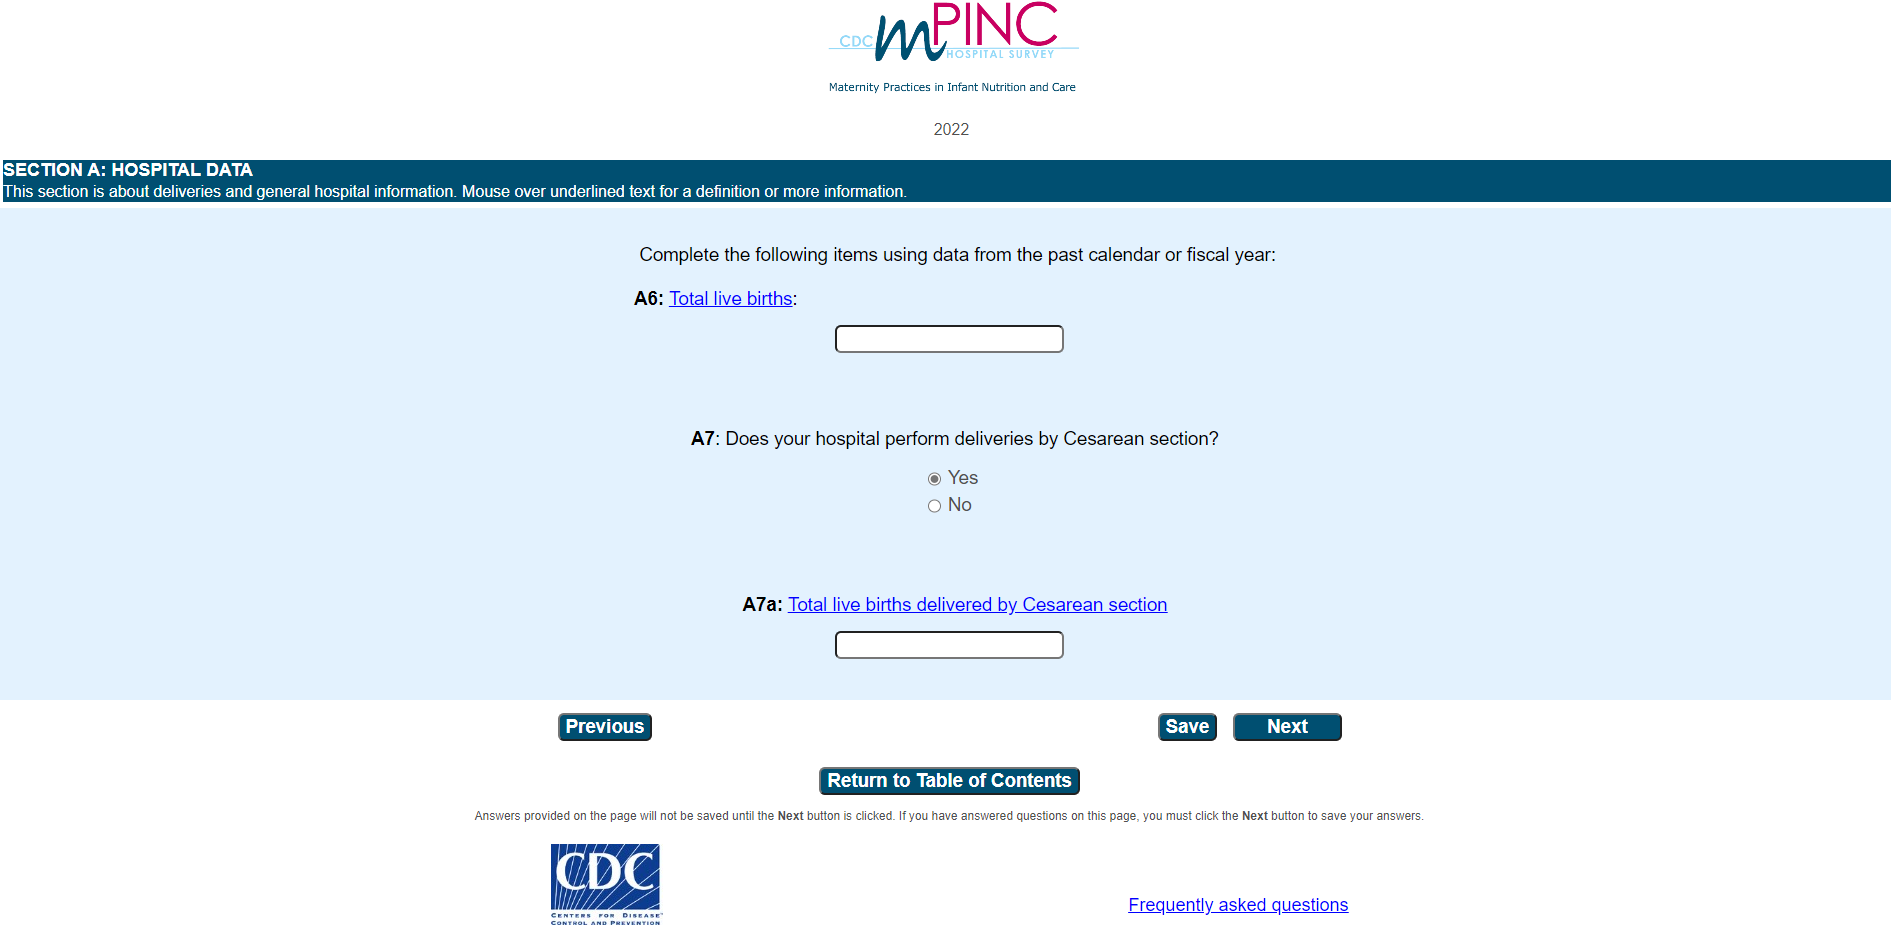 CDC mPINC
HOSPITAL SURVEY
Maternity Practices in Infant Nutrition and Care
2022
SECTION A: HOSPITAL DATA
This section is about deliveries and general hospital information. Mouse over underlined text for a definition or more information.
Complete the following items using data from the past calendar or fiscal year:
A6: Total live births:
A7: Does your hospital perform deliveries by Cesarean section?
Yes
No
A7a: Total live births delivered by Cesarean section
Previous Save Next
Return to Table of Contents
Answers provided on the page will not be saved until the Next button is clicked. If you have answered questions on this page, you must click the Next button to save your answers.
CDC
CENTERS FOR DISEASE
CONTROL AND PREVENTION
Frequently asked questions